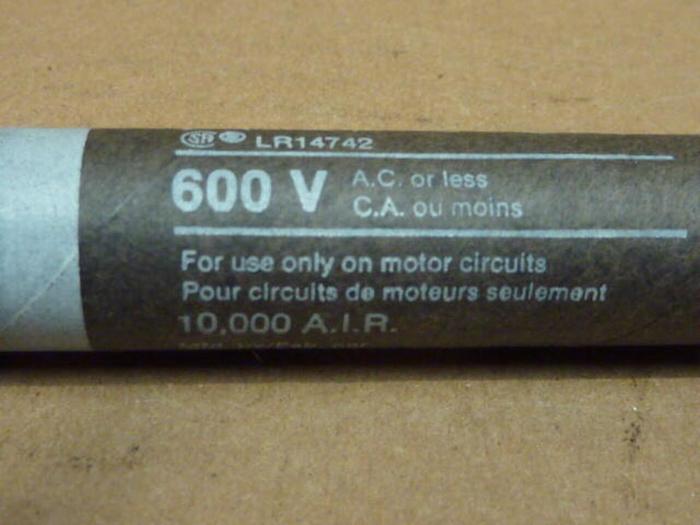 LR14742
600 V A.C. or less
C.A. ou moins
For use only on motor circuits
Pour circuits de moteurs seulement
10,000 A.I.R.